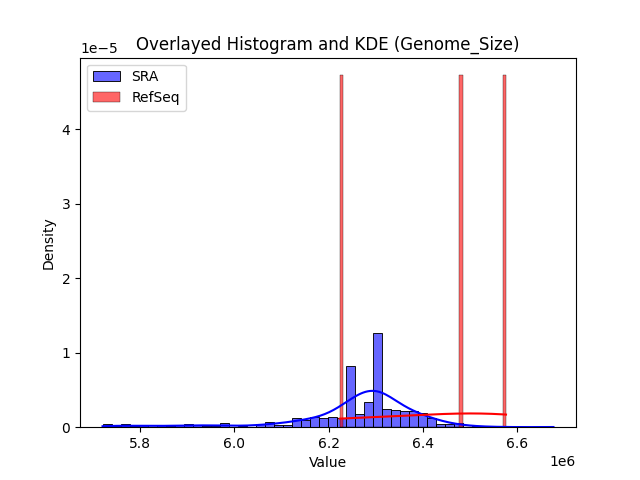 Overlayed Histogram and KDE (Genome_Size)
1e−5
SRA
RefSeq
4
3
2
1
0
Density
5.8 6.0 6.2 6.4 6.6
1e6
Value